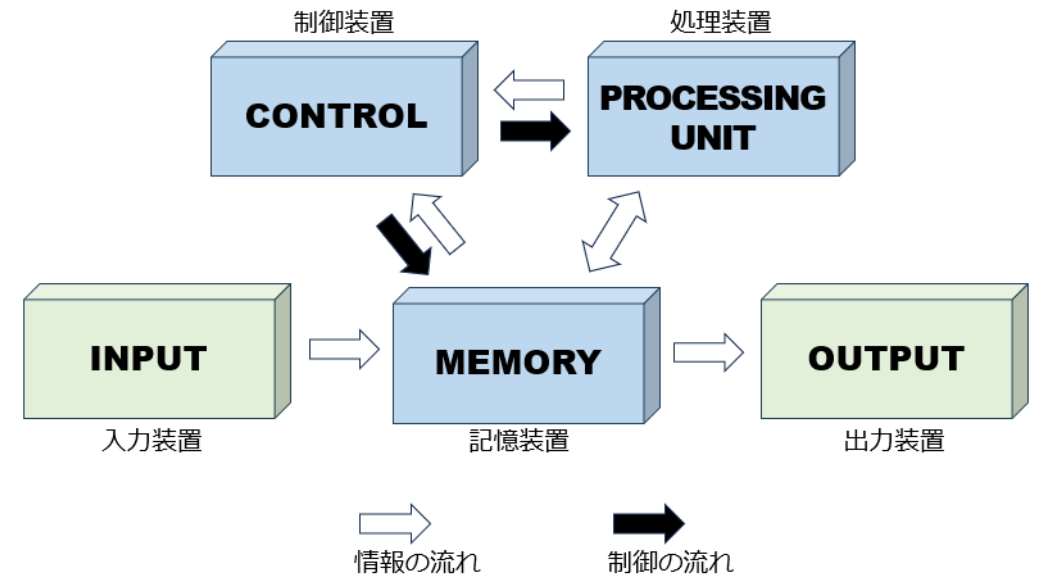 制御装置
処理装置
CONTROL
PROCESSING
UNIT
INPUT
MEMORY
OUTPUT
入力装置
記憶装置
出力装置
情報の流れ
制御の流れ